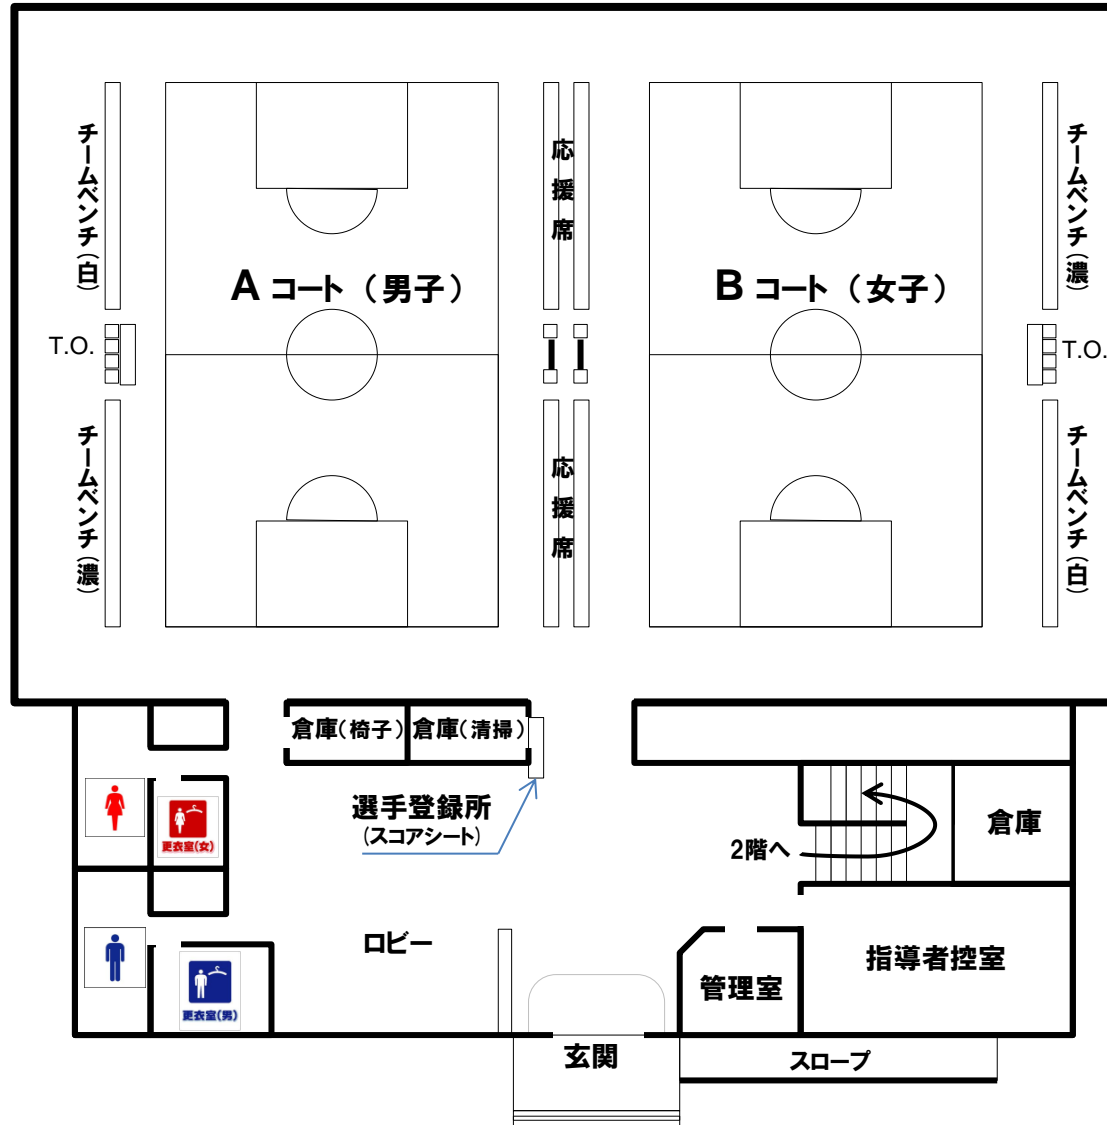 チームベンチ（白）
応援席
チームベンチ（濃）
A コート（男子）
B コート（女子）
T.O.
T.O.
チームベンチ（濃）
応援席
チームベンチ（白）
倉庫（椅子）
倉庫（清掃）
選手登録所
（スコアシート）
更衣室(女)
2階へ
倉庫
ロビー
更衣室(男)
管理室
指導者控室
玄関
スロープ